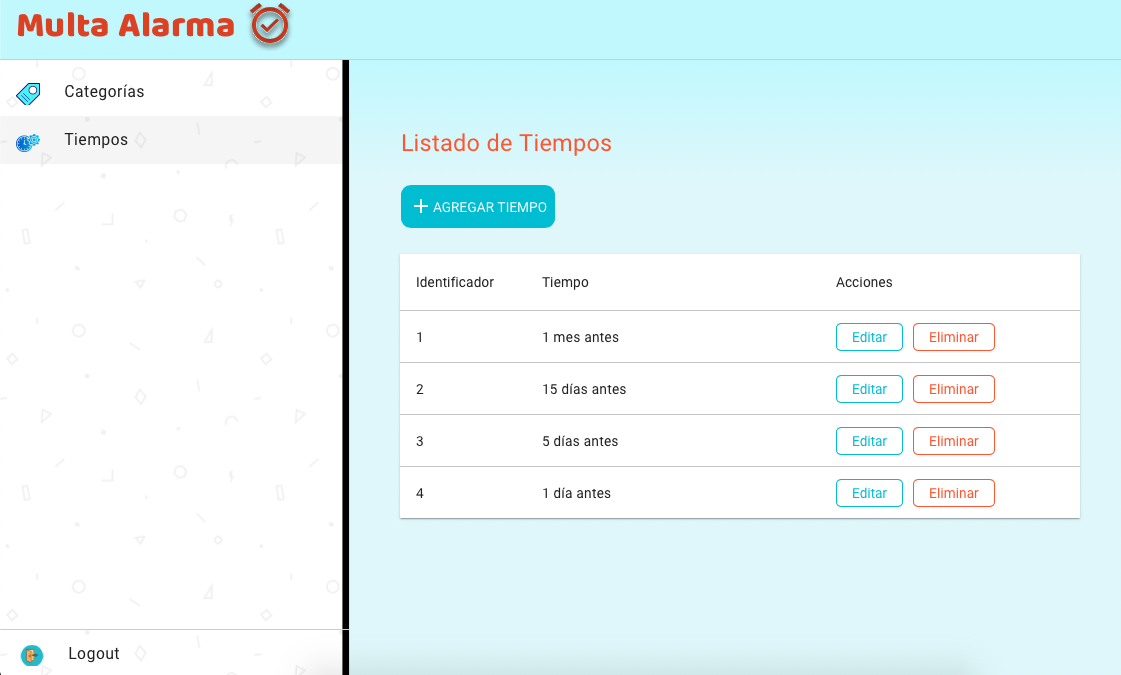 Multa Alarma
Categorías
Tiempos
Listado de Tiempos
AGREGAR TIEMPO
Identificador Tiempo Acciones
1 1 mes antes Editar Eliminar
2 15 días antes Editar Eliminar
3 5 días antes Editar Eliminar
4 1 día antes Editar Eliminar
Logout